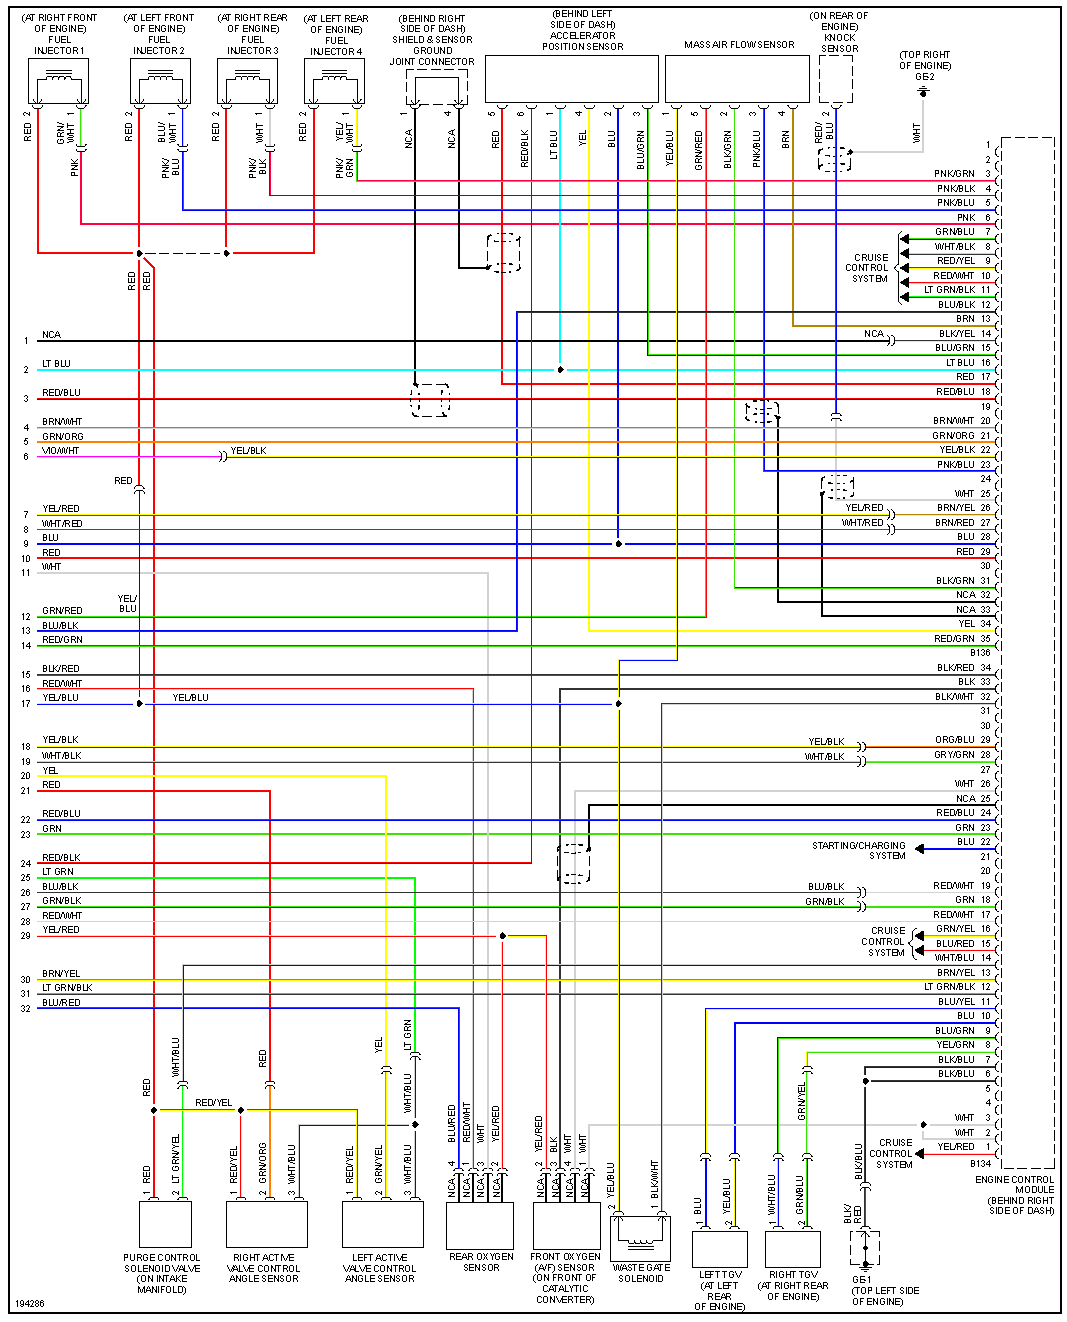 (AT RIGHT FRONT
OF ENGINE)
FUEL
INJECTOR 1
(AT LEFT FRONT
OF ENGINE)
FUEL
INJECTOR 2
(AT RIGHT REAR
OF ENGINE)
FUEL
INJECTOR 3
(AT LEFT REAR
OF ENGINE)
FUEL
INJECTOR 4
(BEHIND RIGHT
SIDE OF DASH)
SHIELD & SENSOR
GROUND
JOINT CONNECTOR
(BEHIND LEFT
SIDE OF DASH)
ACCELERATOR
POSITION SENSOR
MASS AIR FLOW SENSOR
(ON REAR OF
ENGINE)
KNOCK
SENSOR
(TOP RIGHT
OF ENGINE)
GE-2
2 1 2 1 2 1 2 1 1 4 5 6 1 4 2 3 1 5 2 3 4 2
RED
GRN/
WHT
RED
BLU/
WHT
RED
WHT
RED
YEL/
WHT
NCA
NCA
RED
RED/BLK
LT BLU
YEL
BLU
BLU/GRN
YEL/BLU
GRN/RED
BLK/GRN
PNK/BLU
BRN
RED/
BLU
WHT
PNK
PNK/
BLU
PNK/
BLK
PNK/
GRN
1
2
PNK/GRN 3
PNK/BLK 4
PNK/BLU 5
PNK 6
GRN/BLU 7
WHT/BLK 8
RED/YEL 9
RED/WHT 10
LT GRN/BLK 11
CRUISE
CONTROL
SYSTEM
BLU/BLK 12
BRN 13
RED
RED
1 NCA
NCA
BLK/YEL 14
BLU/GRN 15
2 LT BLU
LT BLU 16
RED 17
3 RED/BLU
RED/BLU 18
19
4 BRN/WHT
BRN/WHT 20
5 GRN/ORG
GRN/ORG 21
6 VIO/WHT
YEL/BLK
YEL/BLK 22
PNK/BLU 23
24
RED
WHT 25
7 YEL/RED
YEL/RED
BRN/YEL 26
8 WHT/RED
WHT/RED
BRN/RED 27
9 BLU
BLU 28
10 RED
RED 29
11 WHT
30
BLK/GRN 31
YEL/
BLU
NCA 32
12 GRN/RED
NCA 33
13 BLU/BLK
YEL 34
14 RED/GRN
RED/GRN 35
B136
15 BLK/RED
BLK/RED 34
16 RED/WHT
BLK 33
17 YEL/BLU
YEL/BLU
BLK/WHT 32
31
30
18 YEL/BLK
YEL/BLK
ORG/BLU 29
19 WHT/BLK
WHT/BLK
GRY/GRN 28
20 YEL
27
21 RED
WHT 26
NCA 25
22 RED/BLU
RED/BLU 24
23 GRN
GRN 23
STARTING/CHARGING
SYSTEM
BLU 22
24 RED/BLK
21
25 LT GRN
20
26 BLU/BLK
BLU/BLK
RED/WHT 19
27 GRN/BLK
GRN/BLK
GRN 18
28 RED/WHT
RED/WHT 17
29 YEL/RED
CRUISE
CONTROL
SYSTEM
GRN/YEL 16
BLU/RED 15
WHT/BLU 14
30 BRN/YEL
BRN/YEL 13
31 LT GRN/BLK
LT GRN/BLK 12
32 BLU/RED
BLU/YEL 11
BLU 10
BLU/GRN 9
YEL/GRN 8
BLK/BLU 7
BLK/BLU 6
5
4
WHT 3
WHT 2
CRUISE
CONTROL
SYSTEM
YEL/RED 1
B134
ENGINE CONTROL
MODULE
(BEHIND RIGHT
SIDE OF DASH)
RED
WHT/BLU
RED
YEL
LT GRN
RED/YEL
WHT/BLU
BLU/RED
RED/WHT
WHT
YEL/RED
YEL/RED
BLK
WHT
WHT
GRN/YEL
RED
LT GRN/YEL
RED/YEL
GRN/ORG
WHT/BLU
RED/YEL
GRN/YEL
WHT/BLU
4 1 3 2 2 3 4 1
NCA NCA NCA NCA NCA NCA NCA NCA
YEL/BLU
BLK/WHT
BLU
YEL/BLU
WHT/BLU
GRN/BLU
BLK/BLU
BLK/
RED
1 2 1 2 3 1 2 3 2 1 1 2 1 2
PURGE CONTROL
SOLENOID VALVE
(ON INTAKE
MANIFOLD)
RIGHT ACTIVE
VALVE CONTROL
ANGLE SENSOR
LEFT ACTIVE
VALVE CONTROL
ANGLE SENSOR
REAR OXYGEN
SENSOR
FRONT OXYGEN
(A/F) SENSOR
(ON FRONT OF
CATALYTIC
CONVERTER)
WASTE GATE
SOLENOID
LEFT TGV
(AT LEFT
REAR
OF ENGINE)
RIGHT TGV
(AT RIGHT REAR
OF ENGINE)
GE-1
(TOP LEFT SIDE
OF ENGINE)
194286